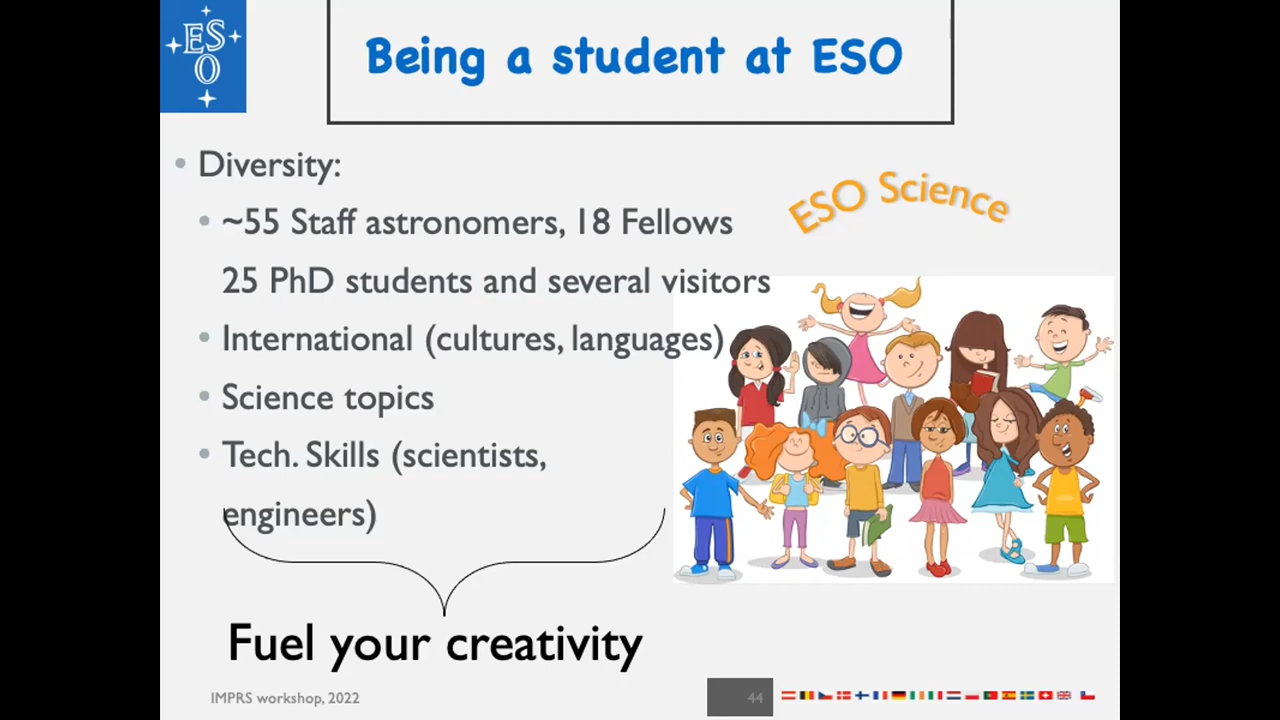 ESO
Being a student at ESO
• Diversity:
ESO Science
• ~55 Staff astronomers, 18 Fellows
25 PhD students and several visitors
• International (cultures, languages)
• Science topics
• Tech. Skills (scientists,
engineers)
Fuel your creativity
IMPRS workshop, 2022
44